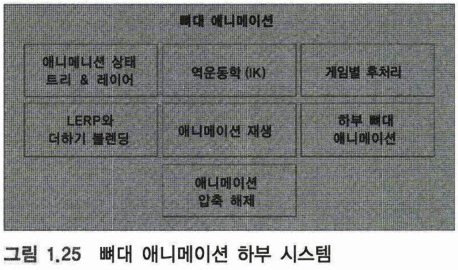 뼈대 애니메이션
애니메니션 상태
트리 & 레이어
역운동학 (IK)
게임별 후처리
LERP와
더하기 블렌딩
애니메이션 재생
하부 뼈대
애니메이션
애니메이션
압축 해제
그림 1.25 뼈대 애니메이션 하부 시스템